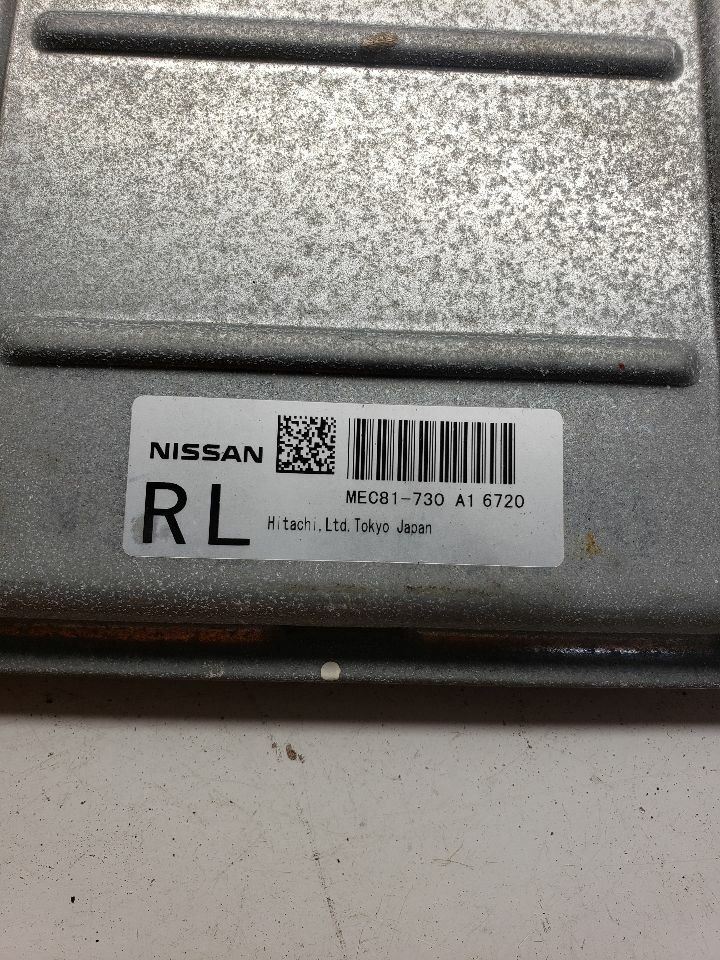 NISSAN
MEC81-730 A1 6720
RL
Hitachi,Ltd.Tokyo Japan